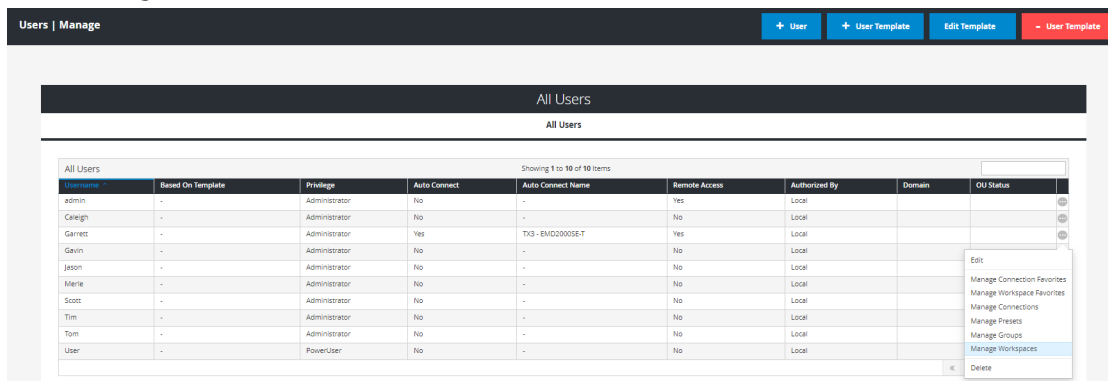 Users | Manage
+ User
+ User Template
Edit Template
- User Template
All Users
All Users
All Users Showing 1 to 10 of 10 items
Username ^ Based On Template Privilege Auto Connect Auto Connect Name Remote Access Authorized By Domain OU Status
admin - Administrator No - Yes Local
Caleigh - Administrator No - No Local
Garrett - Administrator Yes TX3 - EMD2000SE-T Yes Local
Gavin - Administrator No - No Local
Jason - Administrator No - No Local
Merle - Administrator No - No Local
Scott - Administrator No - No Local
Tim - Administrator No - No Local
Tom - Administrator No - No Local
User - PowerUser No - No Local
Edit
Manage Connection Favorites
Manage Workspace Favorites
Manage Connections
Manage Presets
Manage Groups
Manage Workspaces
Delete
«